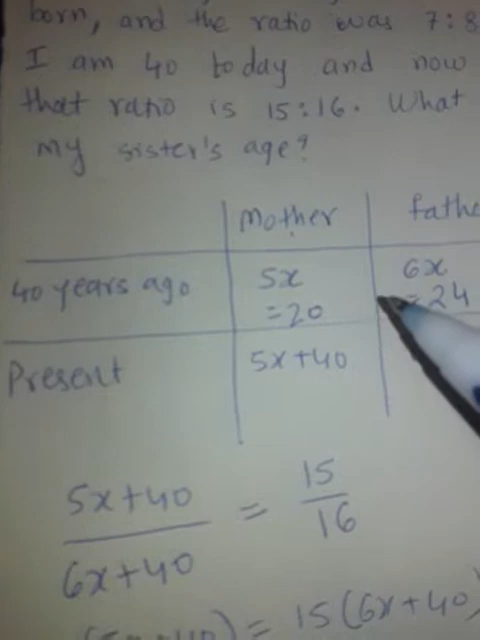 born, and the ratio was 7:8
I am 40 today and now
that ratio is 15:16. What
my sister's age?
Mother
40 years ago 5x 6x
=20 =24
Present 5x+40
5x+40
6x+40
=
15
16
= 15(6x+40)